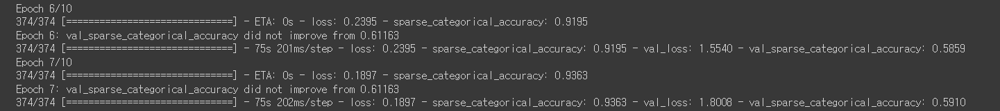 Epoch 6/10
374/374 [==============================] - ETA: 0s - loss: 0.2395 - sparse_categorical_accuracy: 0.9195
Epoch 6: val_sparse_categorical_accuracy did not improve from 0.61163
374/374 [==============================] - 75s 201ms/step - loss: 0.2395 - sparse_categorical_accuracy: 0.9195 - val_loss: 1.5540 - val_sparse_categorical_accuracy: 0.5859
Epoch 7/10
374/374 [==============================] - ETA: 0s - loss: 0.1897 - sparse_categorical_accuracy: 0.9363
Epoch 7: val_sparse_categorical_accuracy did not improve from 0.61163
374/374 [==============================] - 75s 202ms/step - loss: 0.1897 - sparse_categorical_accuracy: 0.9363 - val_loss: 1.8008 - val_sparse_categorical_accuracy: 0.5910